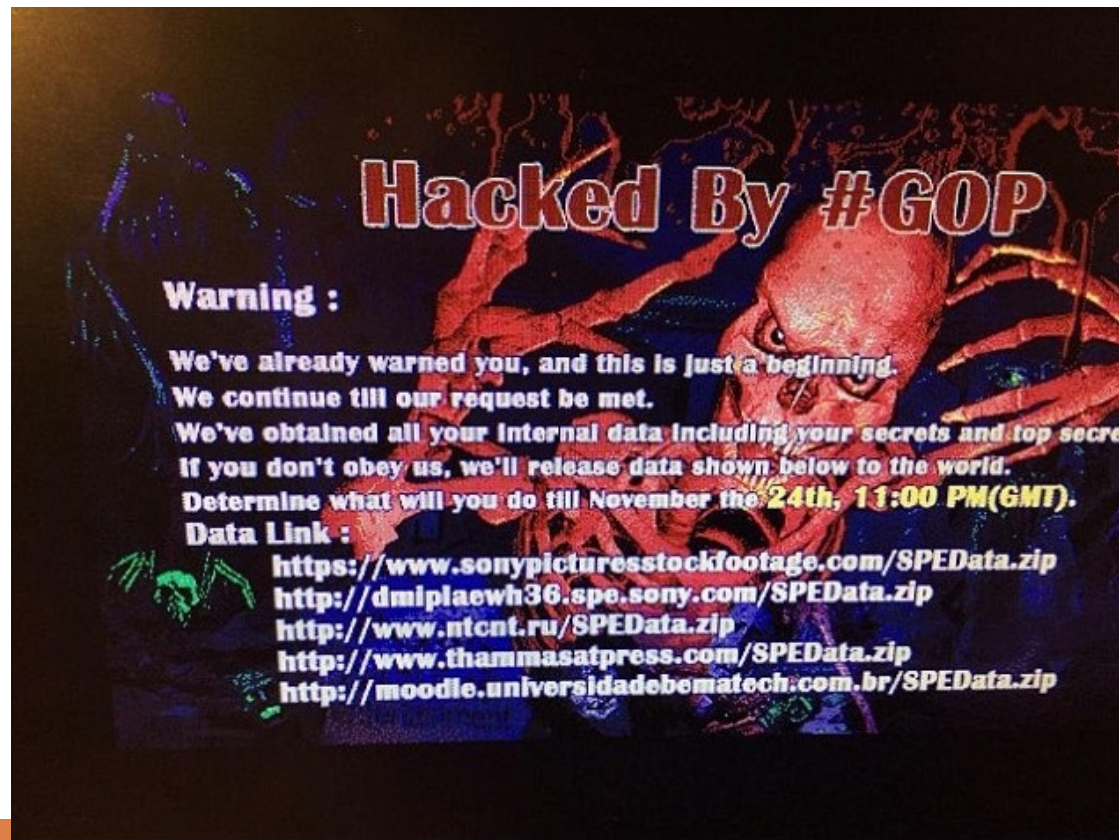 Hacked By #GOP
Warning :
We've already warned you, and this is just a beginning.
We continue till our request be met.
We've obtained all your internal data including your secrets and top
If you don't obey us, we'll release data shown below to the world.
Determine what will you do till November the 24th, 11:00 PM(GMT).
Data Link :
https://www.sonypicturesstockfootage.com/SPEData.zip
http://dmiplaewh36.spe.sony.com/SPEData.zip
http://www.ntcnt.ru/SPEData.zip
http://www.thammasatpress.com/SPEData.zip
http://moodle.universidadebematech.com.br/SPEData.zip